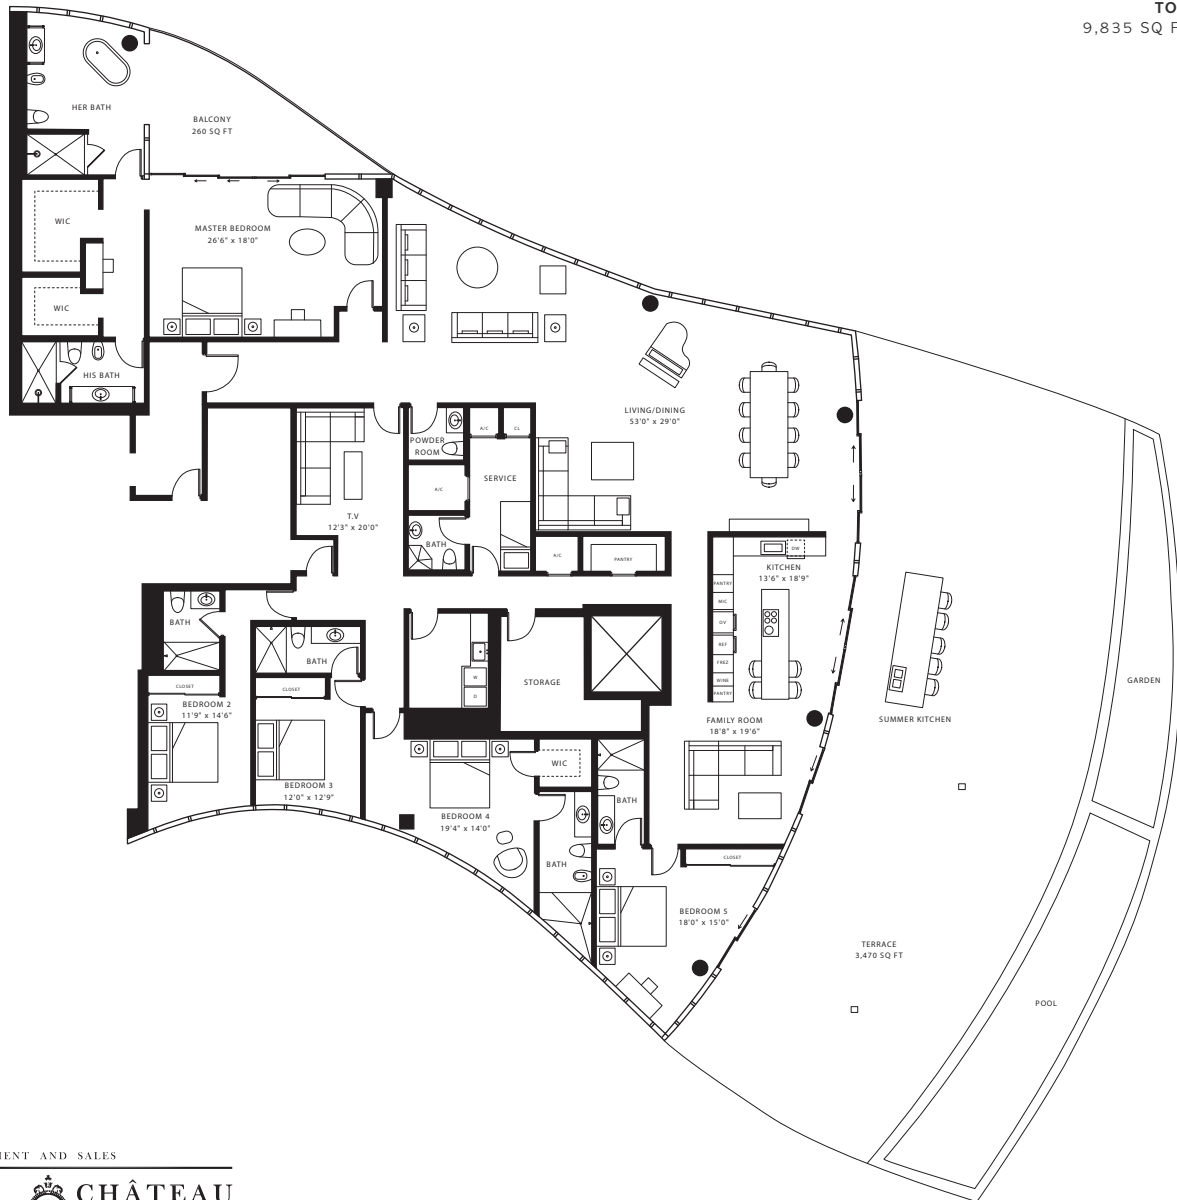 TO
9,835 SQ F
HER BATH
BALCONY
260 SQ FT
WIC
MASTER BEDROOM
26'6" x 18'0"
WIC
HIS BATH
LIVING/DINING
53'0" x 29'0"
POWDER
ROOM
A/C
CL
SERVICE
A/C
T.V
12'3" x 20'0"
BATH
A/C
PANTRY
DW
KITCHEN
13'6" x 18'9"
PANTRY
MIC
OV
REF
FREZ
WINE
PANTRY
BATH
BATH
CLOSET
CLOSET
BEDROOM 2
11'9" x 14'6"
W
D
STORAGE
GARDEN
SUMMER KITCHEN
FAMILY ROOM
18'8" x 19'6"
WIC
BEDROOM 3
12'0" x 12'9"
BEDROOM 4
19'4" x 14'0"
BATH
BATH
CLOSET
BEDROOM 5
18'0" x 15'0"
TERRACE
3,470 SQ FT
POOL
MENT AND SALES
CHÂTEAU